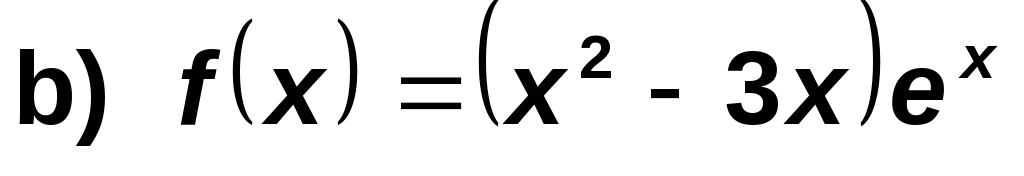 b) f(x) = (x² - 3x)eˣ